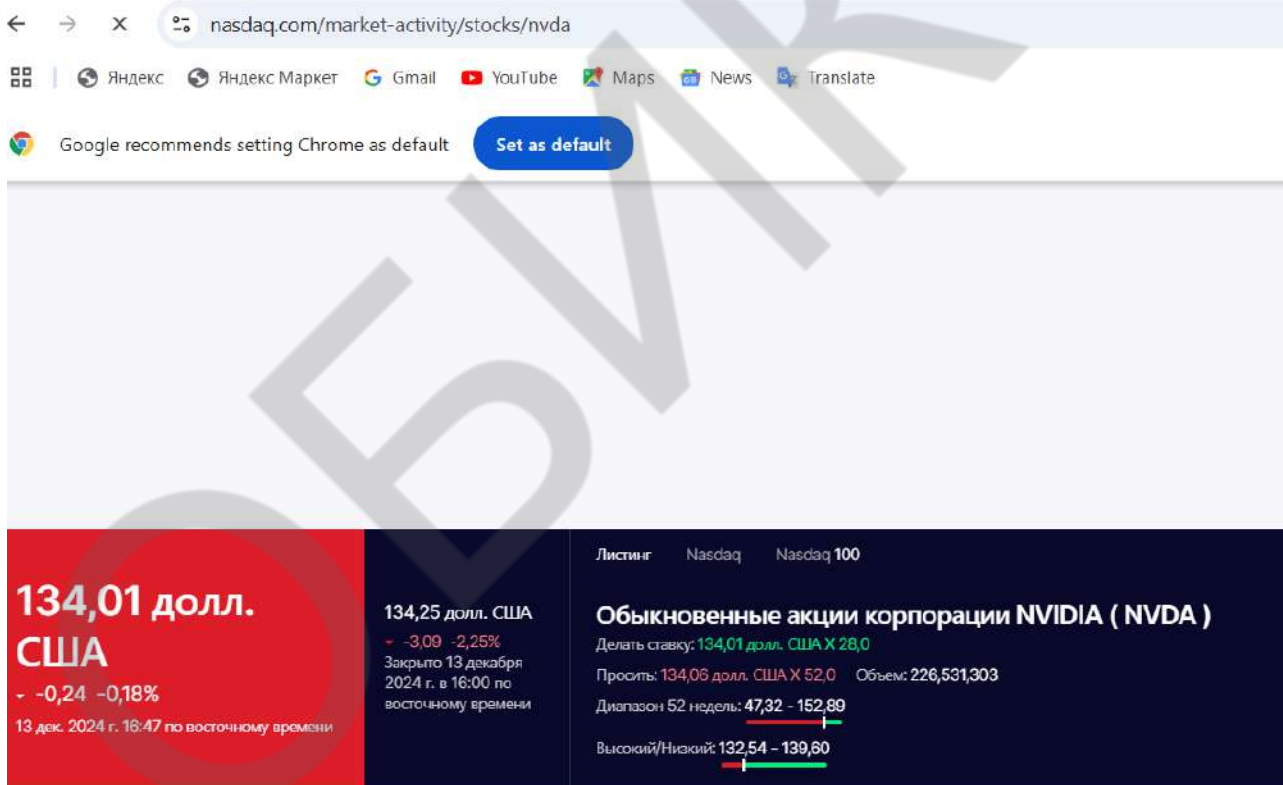 nasdaq.com/market-activity/stocks/nvda
Яндекс Яндекс Маркет Gmail YouTube Maps News Translate
Google recommends setting Chrome as default Set as default
134,01 долл.
США
-0,24 -0,18%
13 дек. 2024 г. 16:47 по восточному времени
134,25 долл. США
-3,09 -2,25%
Закрыто 13 декабря
2024 г. в 16:00 по
восточному времени
Листинг Nasdaq Nasdaq 100
Обыкновенные акции корпорации NVIDIA ( NVDA )
Делать ставку: 134,01 долл. США X 28,0
Просить: 134,06 долл. США X 52,0 Объем: 226,531,303
Диапазон 52 недель: 47,32 - 152,89
Высокий/Низкий: 132,54 – 139,60
ОБИК